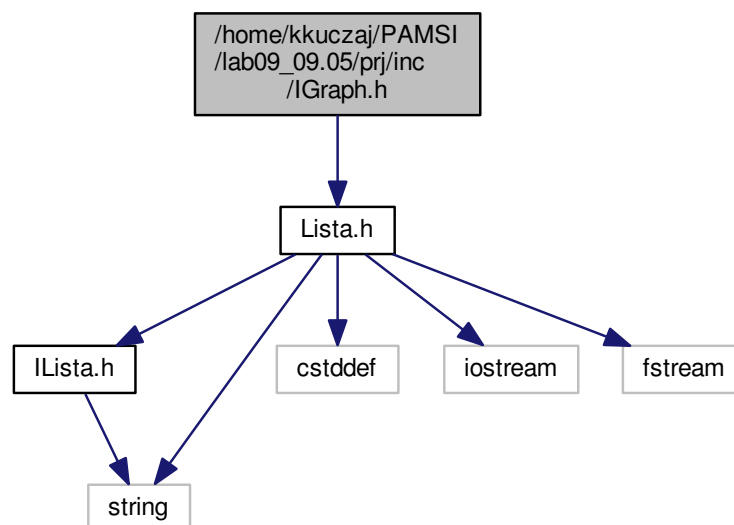 /home/kkuczaj/PAMSI
/lab09_09.05/prj/inc
/IGraph.h
Lista.h
ILista.h
cstddef
iostream
fstream
string